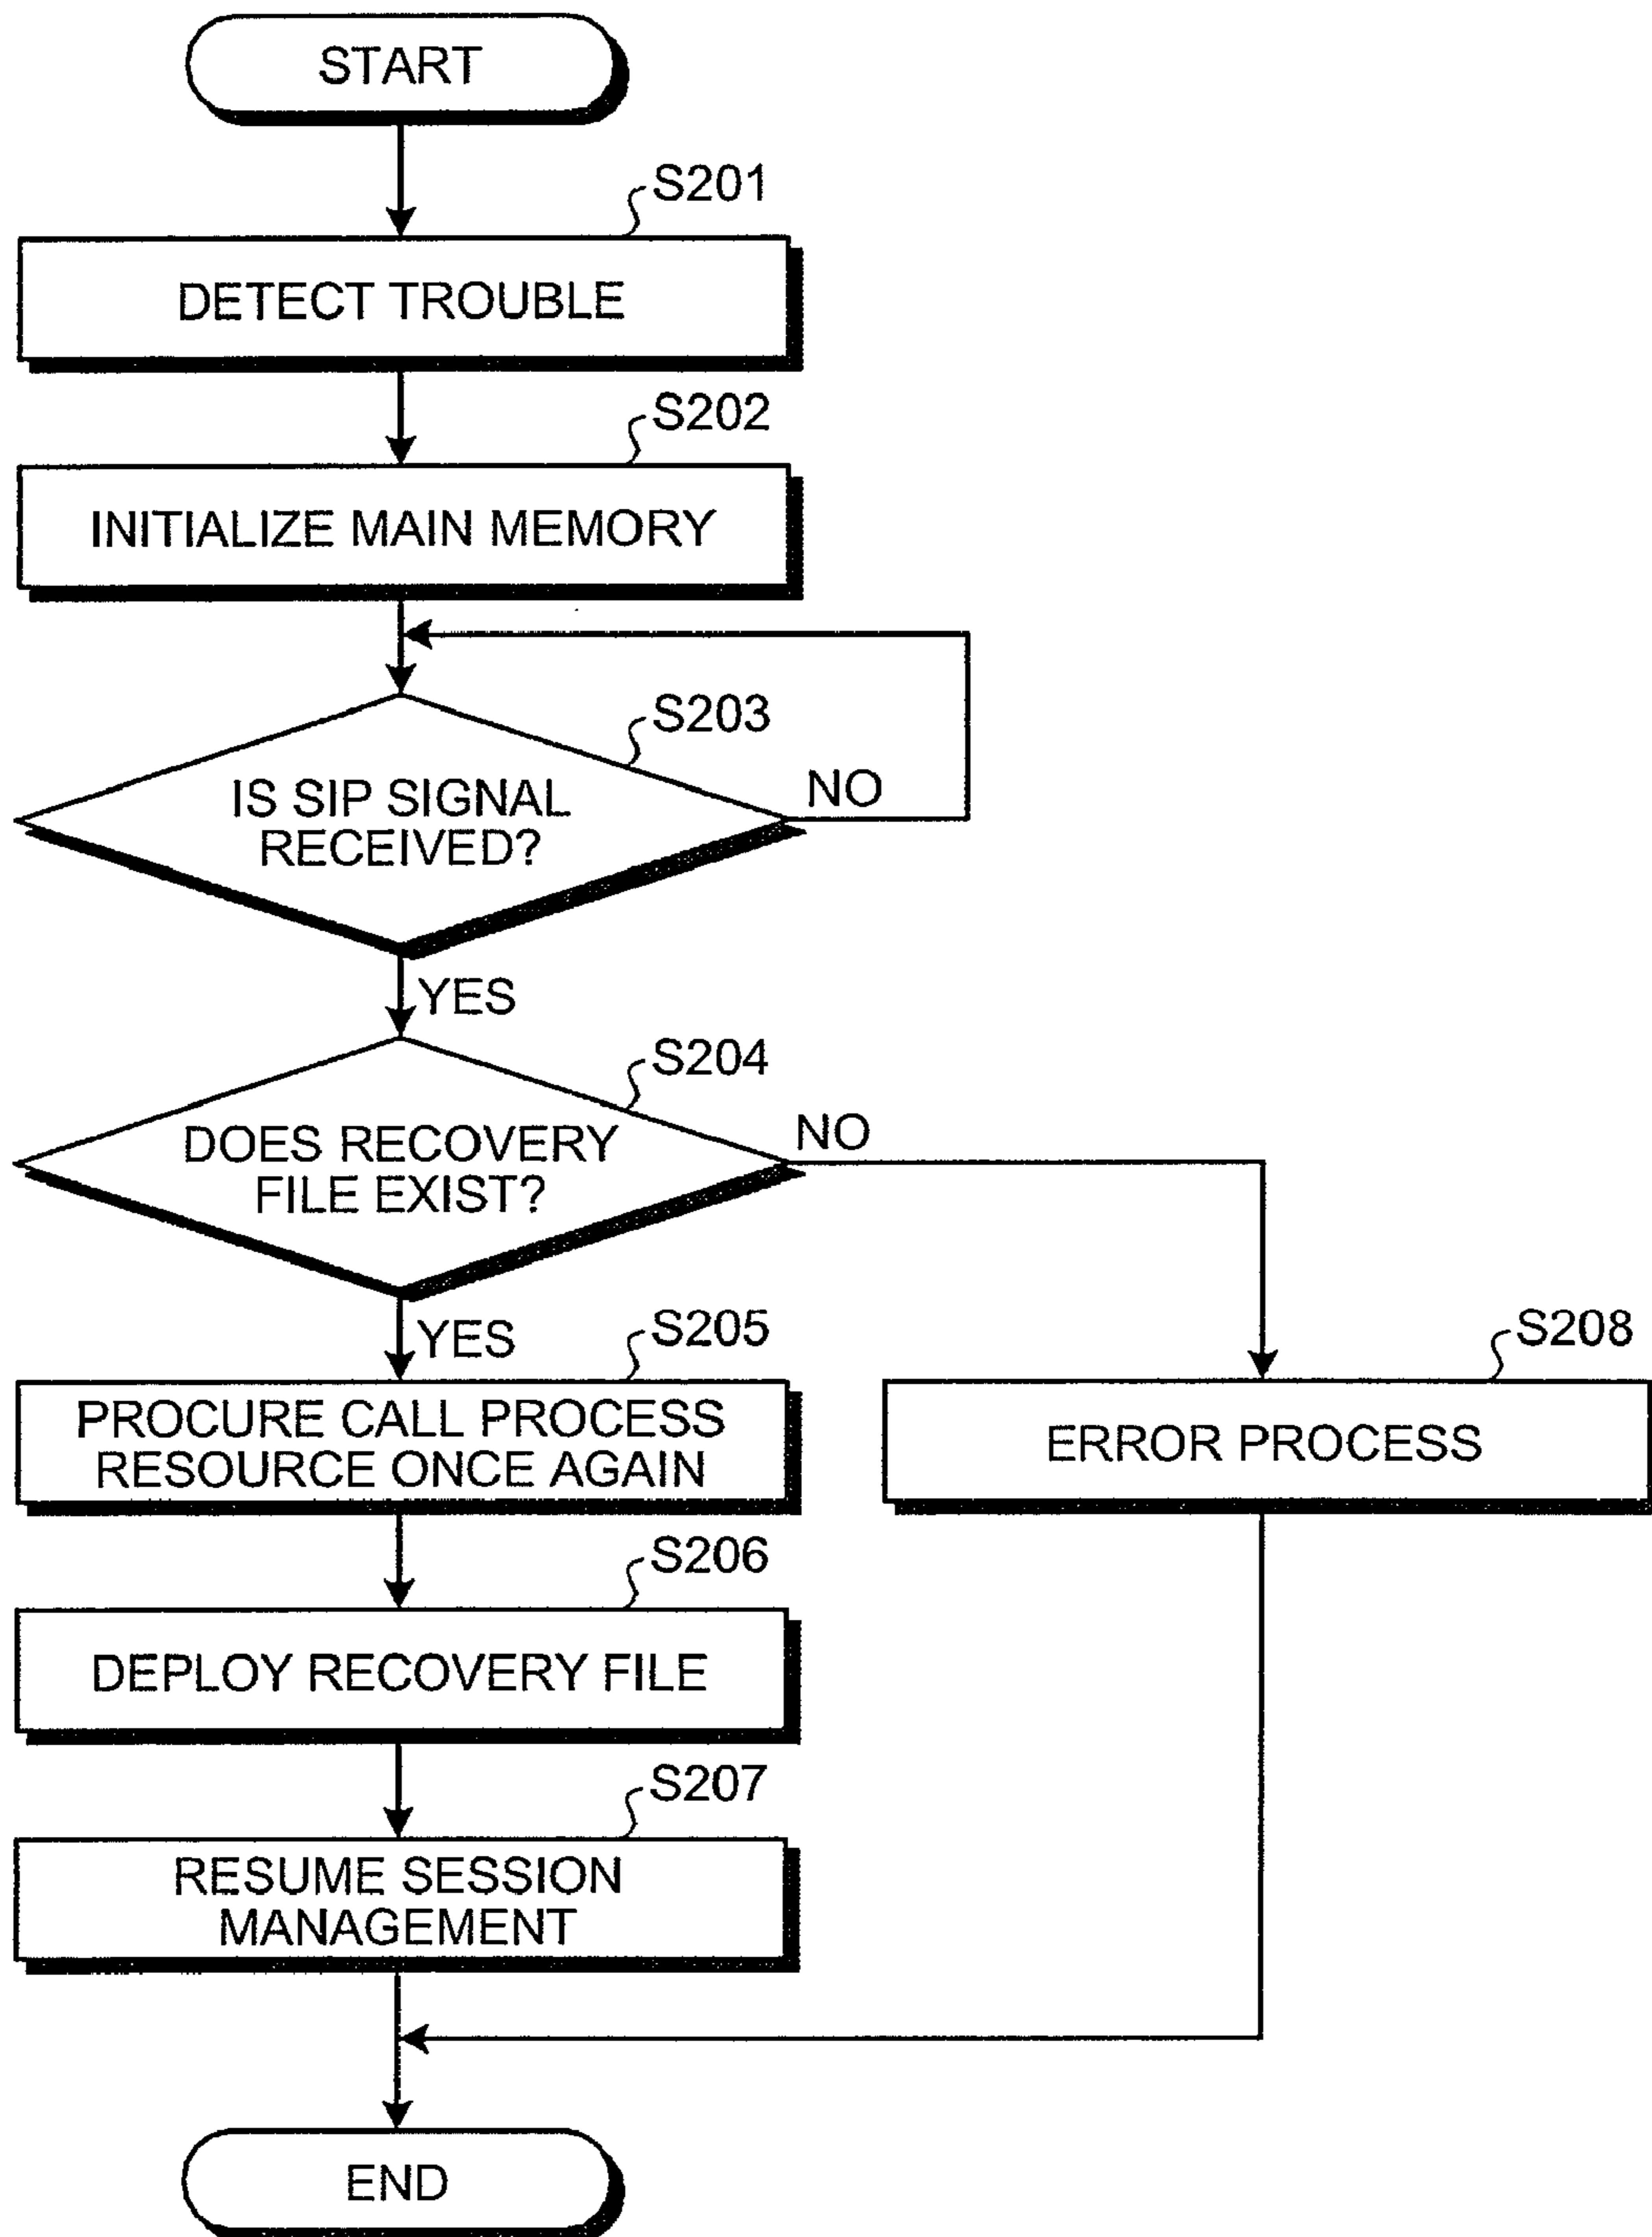 START
S201
DETECT TROUBLE
S202
INITIALIZE MAIN MEMORY
S203
IS SIP SIGNAL
RECEIVED?
NO
YES
S204
DOES RECOVERY
FILE EXIST?
NO
YES
S205
PROCURE CALL PROCESS
RESOURCE ONCE AGAIN
S208
ERROR PROCESS
S206
DEPLOY RECOVERY FILE
S207
RESUME SESSION
MANAGEMENT
END